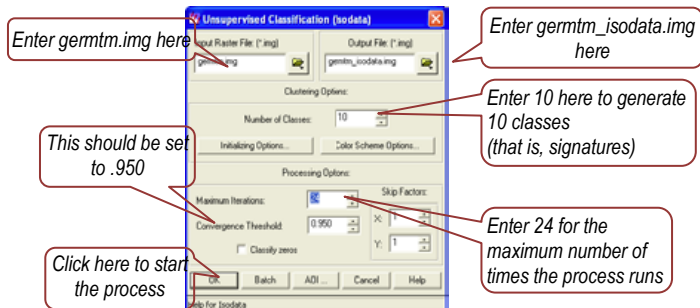 Unsupervised Classification (Isodata)
Enter germtm.img here
Input Raster File: (*.img)
Output File: (*.img)
Enter germtm_isodata.img
here
germtm.img
germtm_isodata.img
Clustering Options:
Number of Classes:
10
Enter 10 here to generate
10 classes
(that is, signatures)
Initializing Options...
Color Scheme Options...
This should be set
to .950
Processing Options:
Maximum Iterations:
24
Skip Factors:
Convergence Threshold:
0.950
X:
1
Classify zeros
Y:
1
Enter 24 for the
maximum number of
times the process runs
Click here to start
the process
OK
Batch
AOI ...
Cancel
Help
Help for Isodata